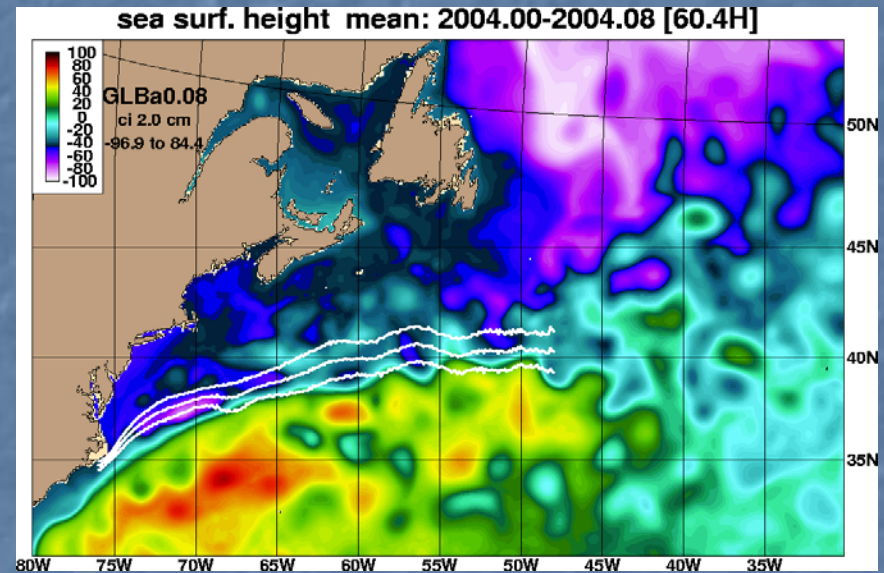 sea surf. height mean: 2004.00-2004.08 [60.4H]
100
80
60
40
20
0
-20
-40
-60
-80
-100
GLBa0.08
ci 2.0 cm
-96.9 to 84.4
50N
45N
40N
35N
80W 75W 70W 65W 60W 55W 50W 45W 40W 35W